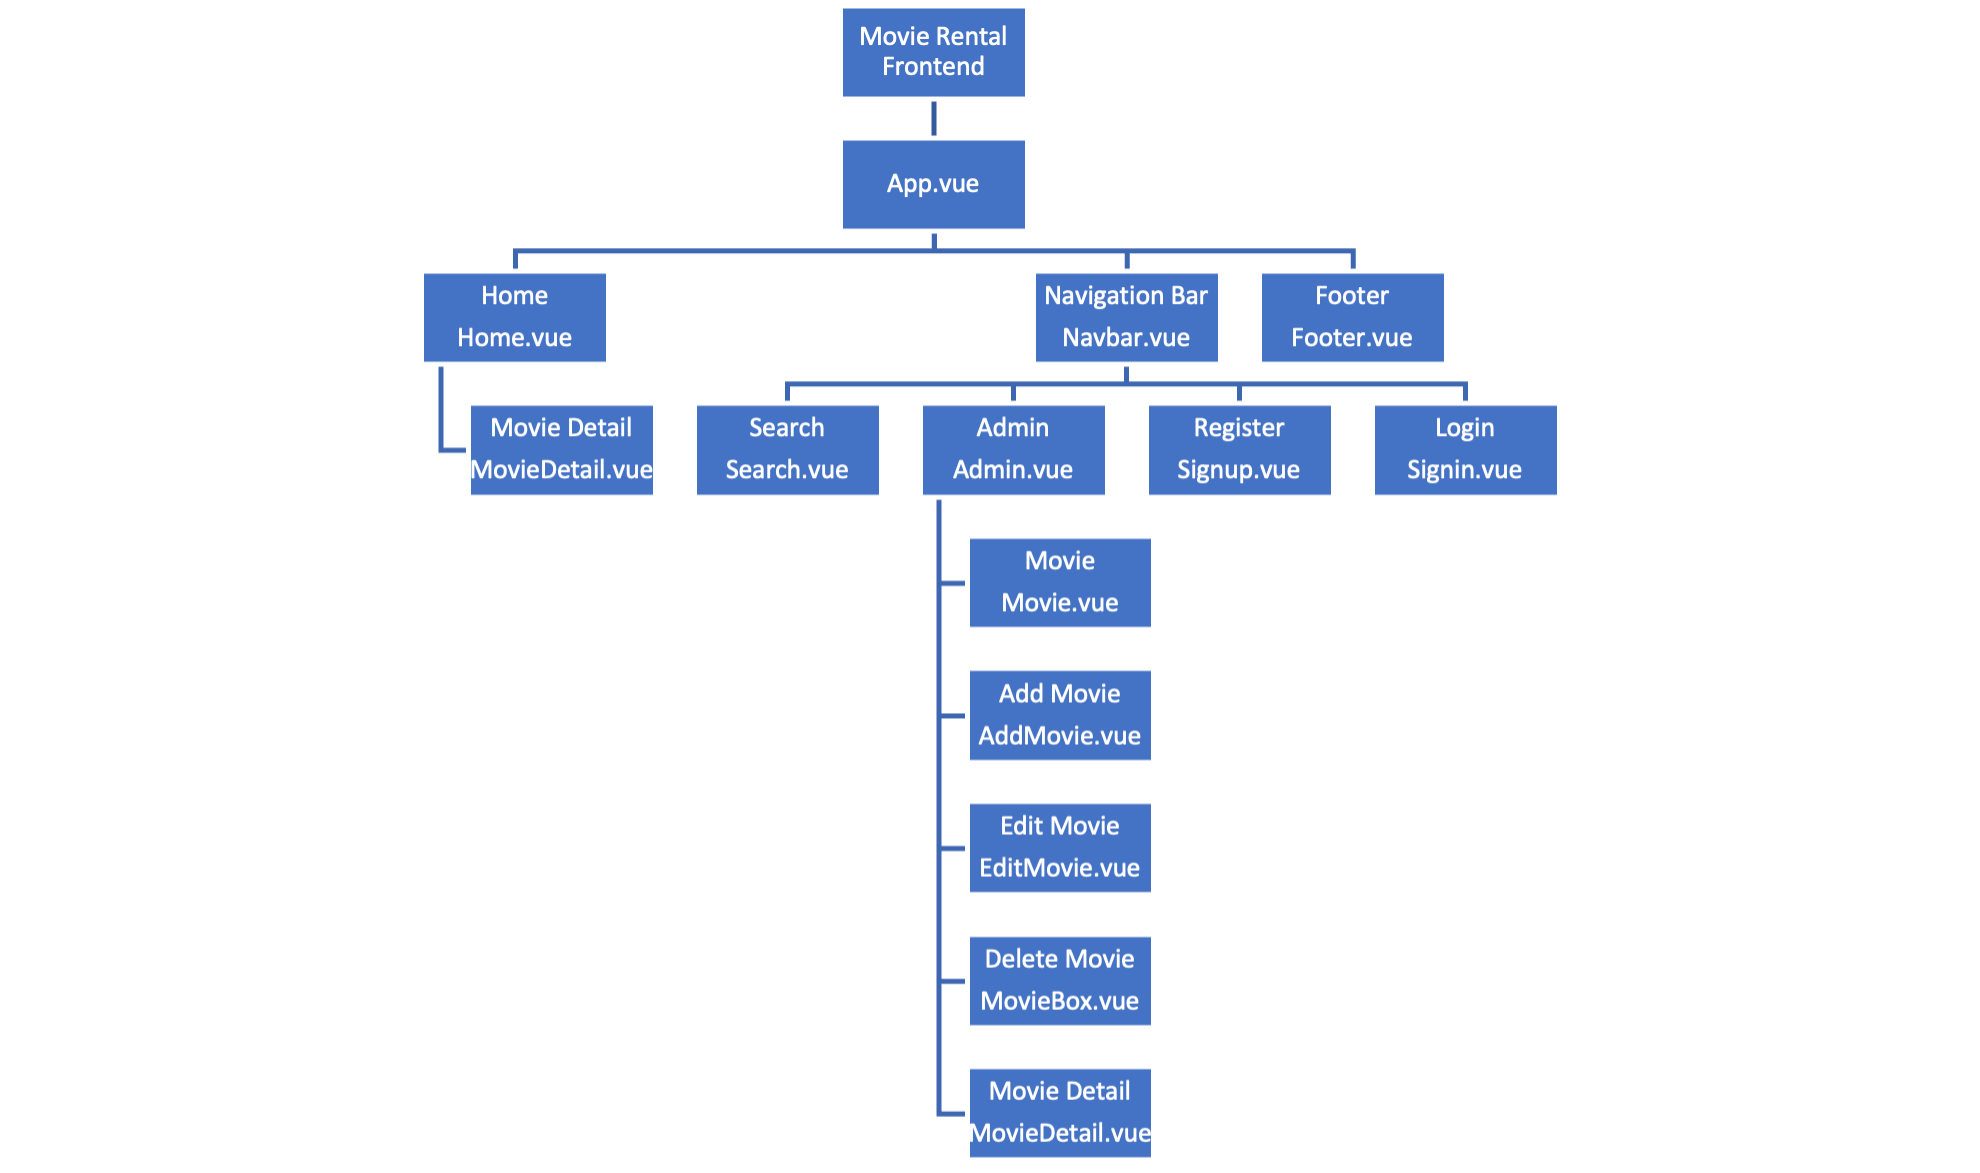 Movie Rental
Frontend
App.vue
Home
Home.vue
Navigation Bar
Navbar.vue
Footer
Footer.vue
Movie Detail
MovieDetail.vue
Search
Search.vue
Admin
Admin.vue
Register
Signup.vue
Login
Signin.vue
Movie
Movie.vue
Add Movie
AddMovie.vue
Edit Movie
EditMovie.vue
Delete Movie
MovieBox.vue
Movie Detail
MovieDetail.vue